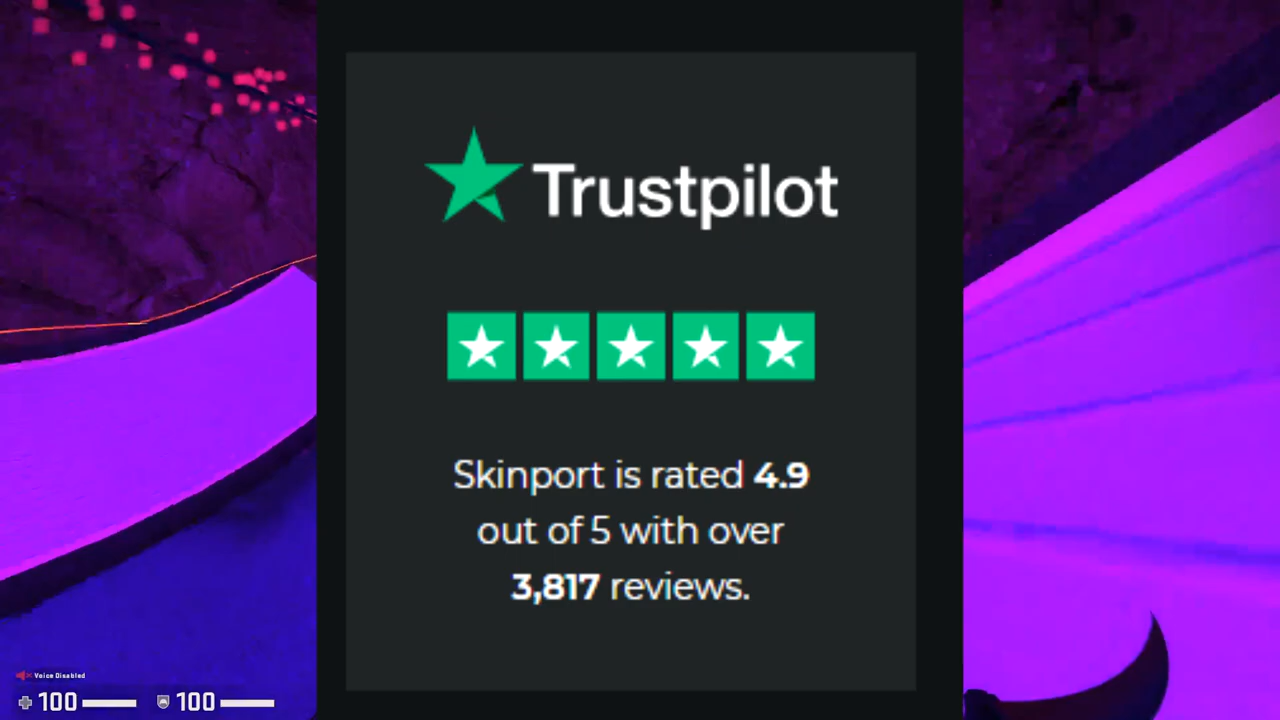 Trustpilot
Skinport is rated 4.9
out of 5 with over
3,817 reviews.
Voice Disabled
100 100